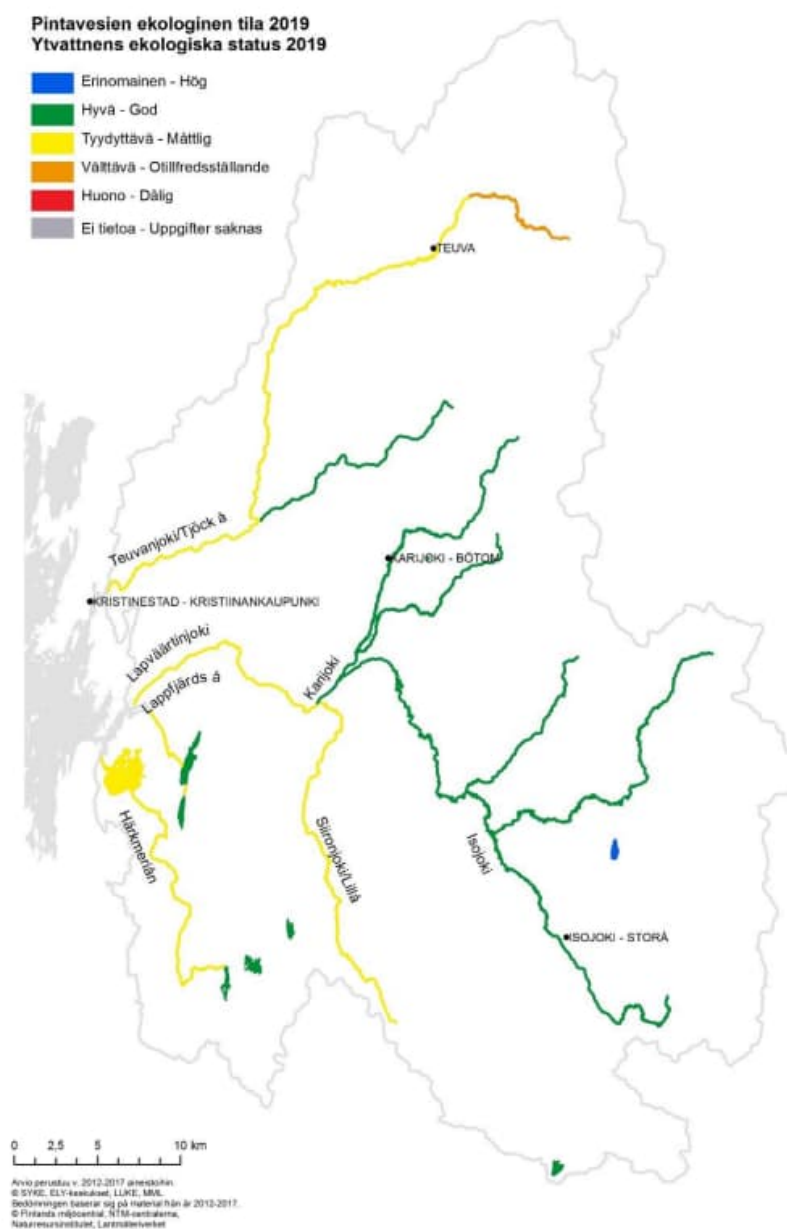 Pintavesien ekologinen tila 2019
Ytvattnens ekologiska status 2019
Erinomainen - Hög
Hyvä - God
Tyydyttävä - Måttlig
Välttävä - Otillfredsställande
Huono - Dålig
Ei tietoa - Uppgifter saknas
TEUVA
Teuvanjoki/Tjöck å
KARIJOKI - BÖTOM
KRISTINESTAD - KRISTIINANKAUPUNKI
Lapväärtinjoki
Lappfjärds å
Karijoki
Härkmeriån
Siironjoki/Lillå
Isojoki
ISOJOKI - STORÅ
0 2,5 5 10 km
Arvio perustuu v. 2012-2017 aineistoihin.
© SYKE, ELY-keskukset, LUKE, MML
Bedömningen baserar sig på material från år 2012-2017.
© Finlands miljöcentral, NTM-centralerna,
Naturresursinstitutet, Lantmäteriverket